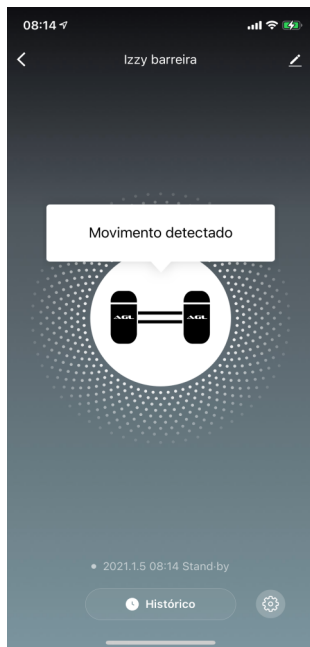 08:14
Izzy barreira
Movimento detectado
AGL AGL
2021.1.5 08:14 Stand-by
Histórico